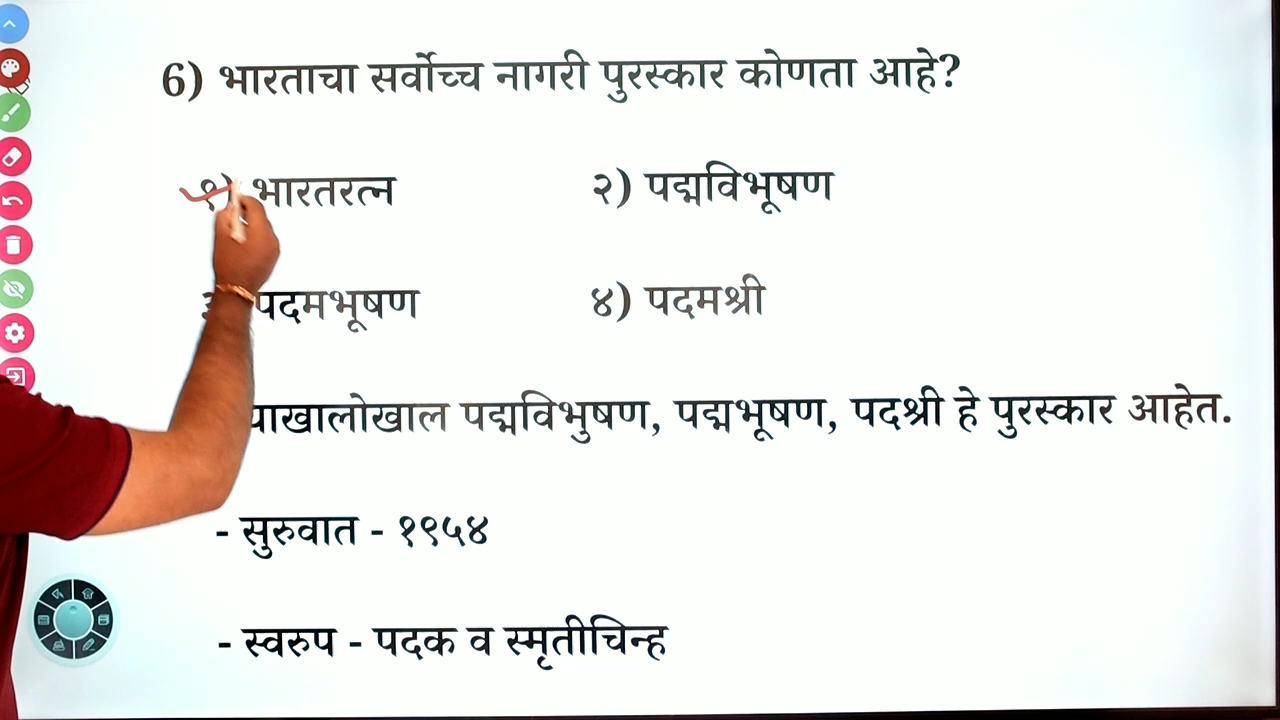 6) भारताचा सर्वोच्च नागरी पुरस्कार कोणता आहे?
१) भारतरत्न २) पद्मविभूषण
पदमभूषण ४) पदमश्री
पद्मविभुषण, पद्मभूषण, पदश्री हे पुरस्कार आहेत.
- सुरुवात - १९५४
- स्वरुप - पदक व स्मृतीचिन्ह